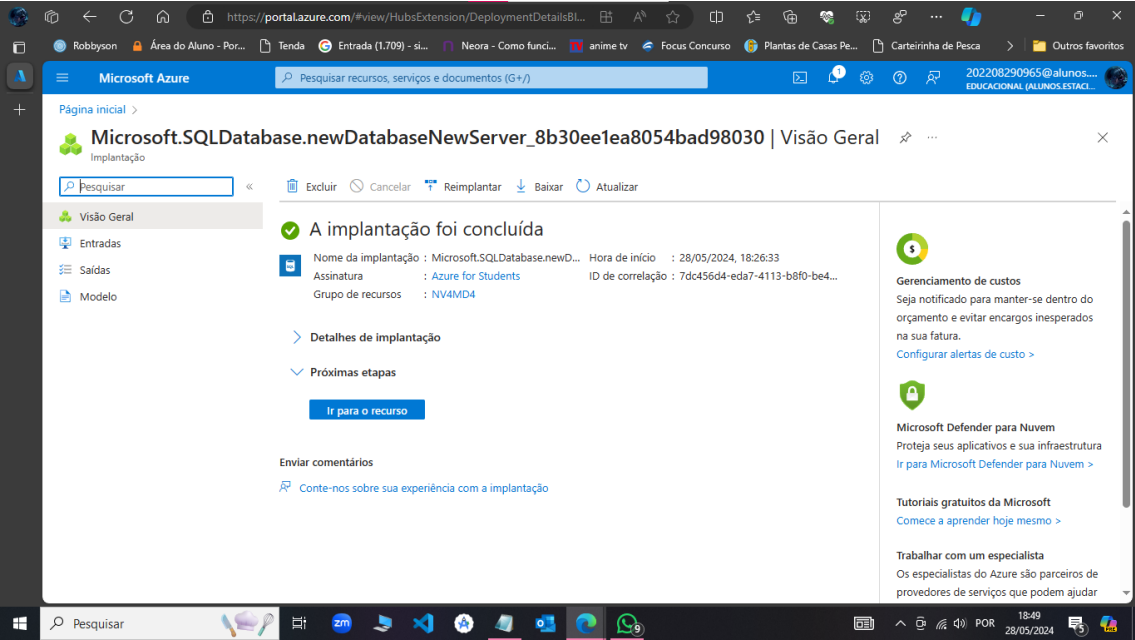 https://portal.azure.com/#view/HubsExtension/DeploymentDetailsBl...
Robbyson
Área do Aluno - Por...
Tenda
Entrada (1.709) - si...
Neora - Como funci...
anime tv
Focus Concurso
Plantas de Casas Pe...
Carteirinha de Pesca
Outros favoritos
Microsoft Azure
Pesquisar recursos, serviços e documentos (G+/)
1
202208290965@alunos....
EDUCACIONAL (ALUNOS.ESTACI...
Página inicial >
Microsoft.SQLDatabase.newDatabaseNewServer_8b30ee1ea8054bad98030 | Visão Geral ...
Implantação
Pesquisar
«
Excluir
Cancelar
Reimplantar
Baixar
Atualizar
Visão Geral
Entradas
Saídas
Modelo
A implantação foi concluída
Nome da implantação : Microsoft.SQLDatabase.newD...
Assinatura : Azure for Students
Grupo de recursos : NV4MD4
Hora de início : 28/05/2024, 18:26:33
ID de correlação : 7dc456d4-eda7-4113-b8f0-be4...
Detalhes de implantação
Próximas etapas
Ir para o recurso
Enviar comentários
Conte-nos sobre sua experiência com a implantação
Gerenciamento de custos
Seja notificado para manter-se dentro do
orçamento e evitar encargos inesperados
na sua fatura.
Configurar alertas de custo >
Microsoft Defender para Nuvem
Proteja seus aplicativos e sua infraestrutura
Ir para Microsoft Defender para Nuvem >
Tutoriais gratuitos da Microsoft
Comece a aprender hoje mesmo >
Trabalhar com um especialista
Os especialistas do Azure são parceiros de
provedores de serviços que podem ajudar
Pesquisar
zm
9
POR
18:49
28/05/2024
5